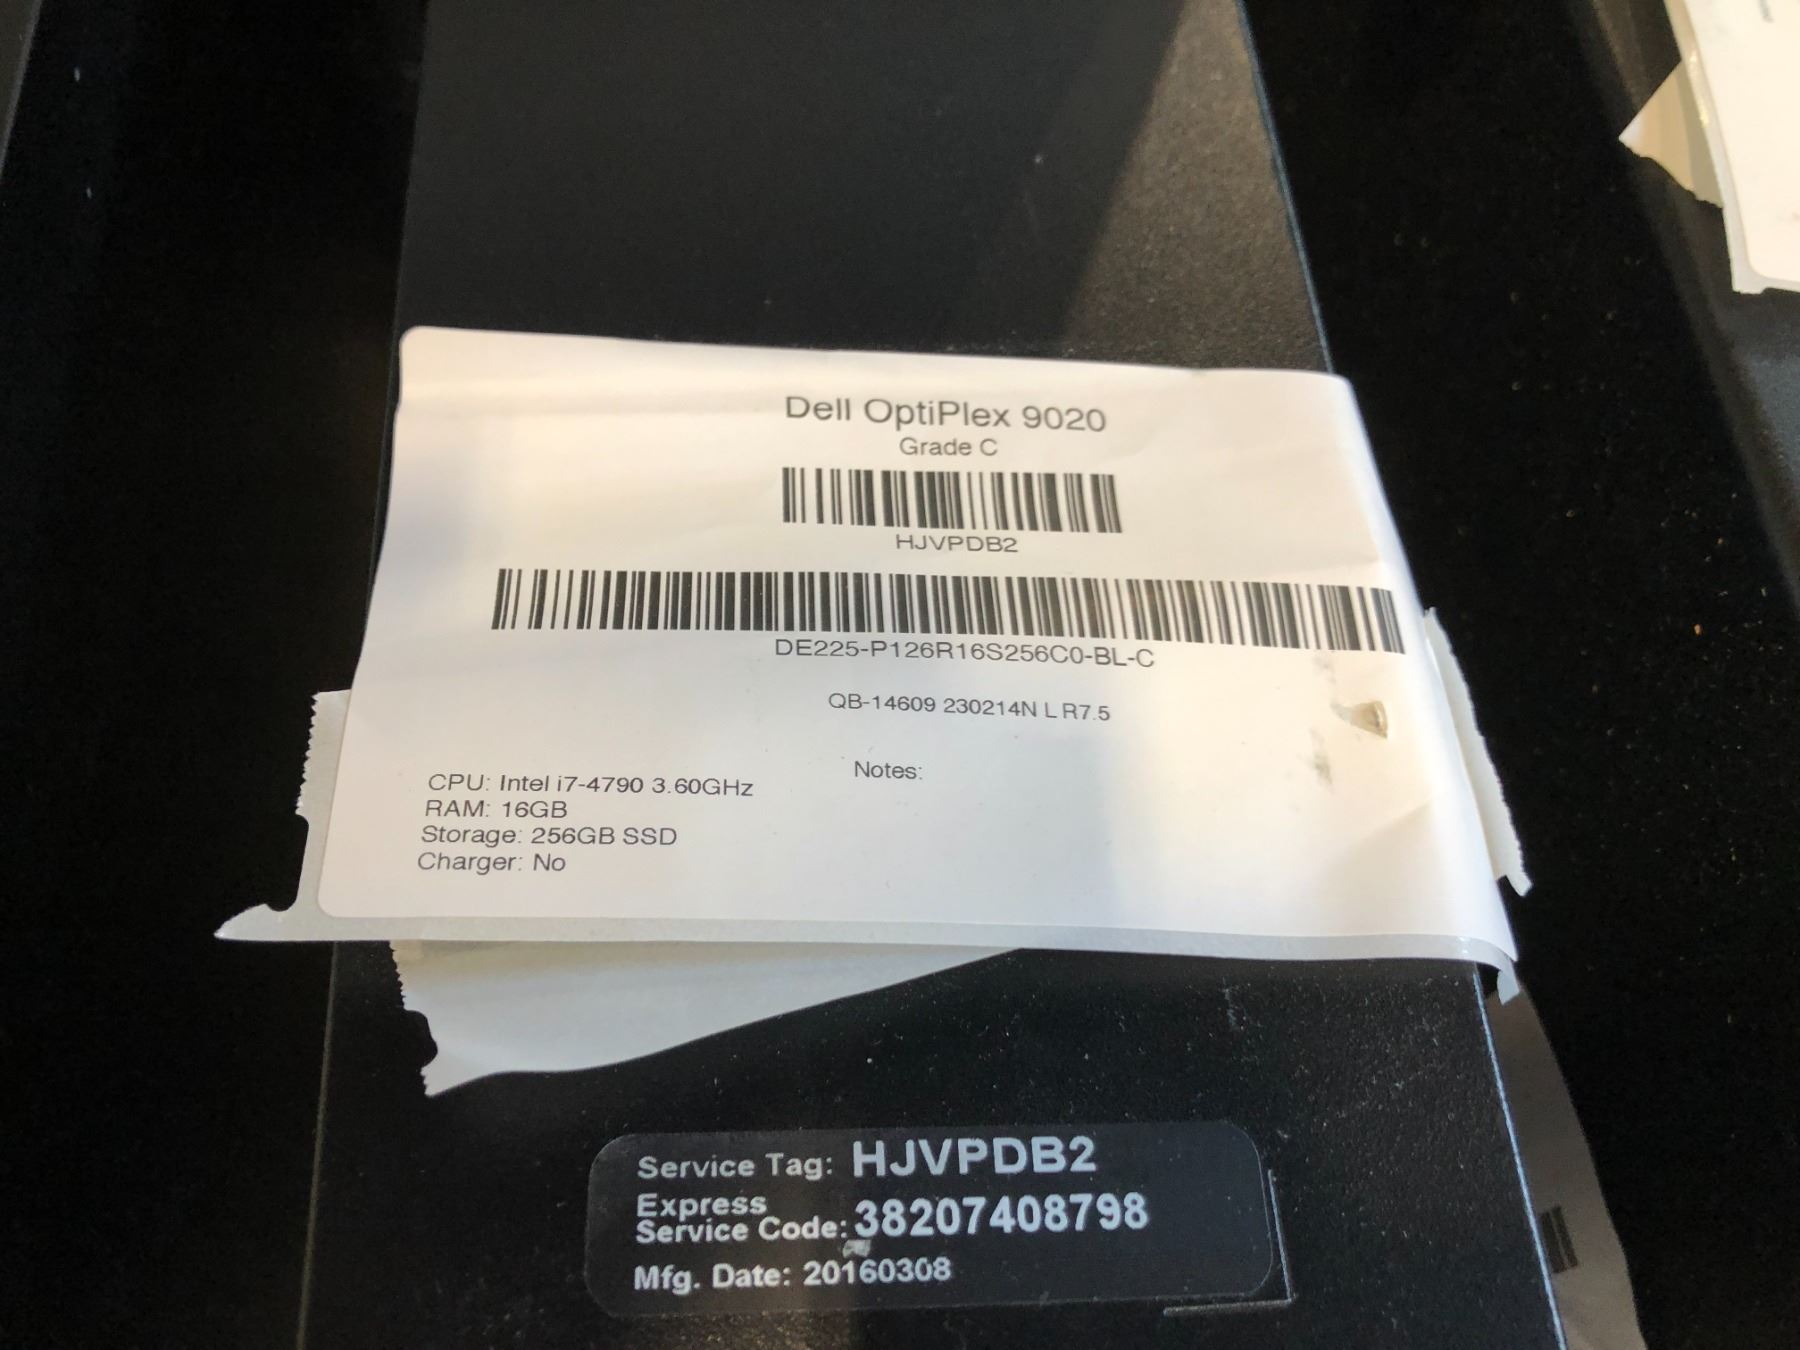 Dell OptiPlex 9020
Grade C
HJVPDB2
DE225-P126R16S256C0-BL-C
QB-14609 230214N L R7.5
Notes:
CPU: Intel i7-4790 3.60GHz
RAM: 16GB
Storage: 256GB SSD
Charger: No
Service Tag: HJVPDB2
Express
Service Code: 38207408798
Mfg. Date: 20160308